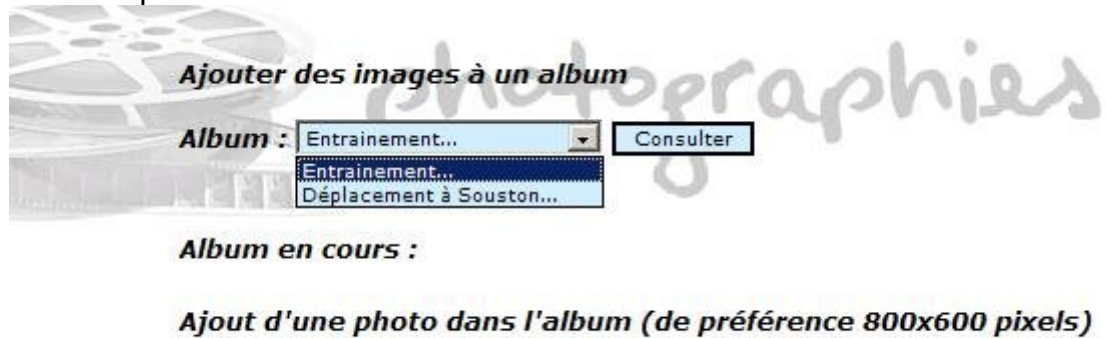 photographies
Ajouter des images à un album
Album : Entrainement... Consulter
Entrainement...
Déplacement à Souston...
Album en cours :
Ajout d'une photo dans l'album (de préférence 800x600 pixels)